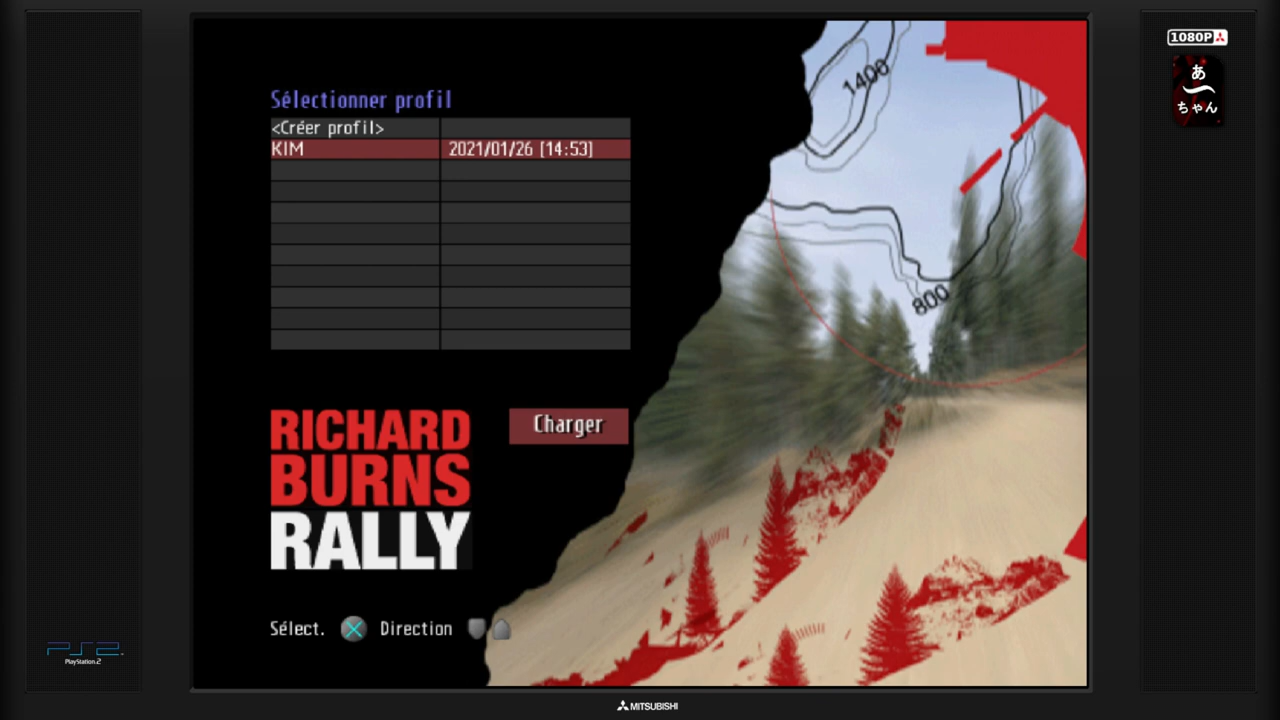 1080P
あ
ー
ちゃん
1400
Sélectionner profil
<Créer profil>
KIM 2021/01/26 [14:53]
800
RICHARD
BURNS
RALLY
Charger
Sélect. Direction
PS2
PlayStation.2
MITSUBISHI